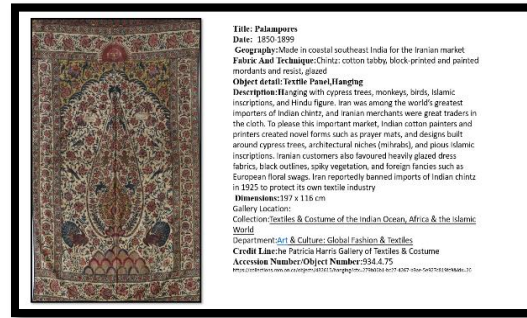 Title: Palampores
Date: 1850-1899
Geography:Made in coastal southeast India for the Iranian market
Fabric And Technique:Chintz: cotton tabby, block-printed and painted
mordants and resist, glazed
Object detail:Textile Panel,Hanging
Description:Hanging with cypress trees, monkeys, birds, Islamic
inscriptions, and Hindu figure. Iran was among the world's greatest
importers of Indian chintz, and Iranian merchants were great traders in
the cloth. To please this important market, Indian cotton painters and
printers created novel forms such as prayer mats, and designs built
around cypress trees, architectural niches (mihrabs), and pious Islamic
inscriptions. Iranian customers also favoured heavily glazed dress
fabrics, black outlines, spiky vegetation, and foreign fancies such as
European floral swags. Iran reportedly banned imports of Indian chintz
in 1925 to protect its own textile industry
Dimensions:197 x 116 cm
Gallery Location:
Collection:Textiles & Costume of the Indian Ocean, Africa & the Islamic
World
Department:Art & Culture: Global Fashion & Textiles
Credit Line:he Patricia Harris Gallery of Textiles & Costume
Accession Number/Object Number:934.4.75